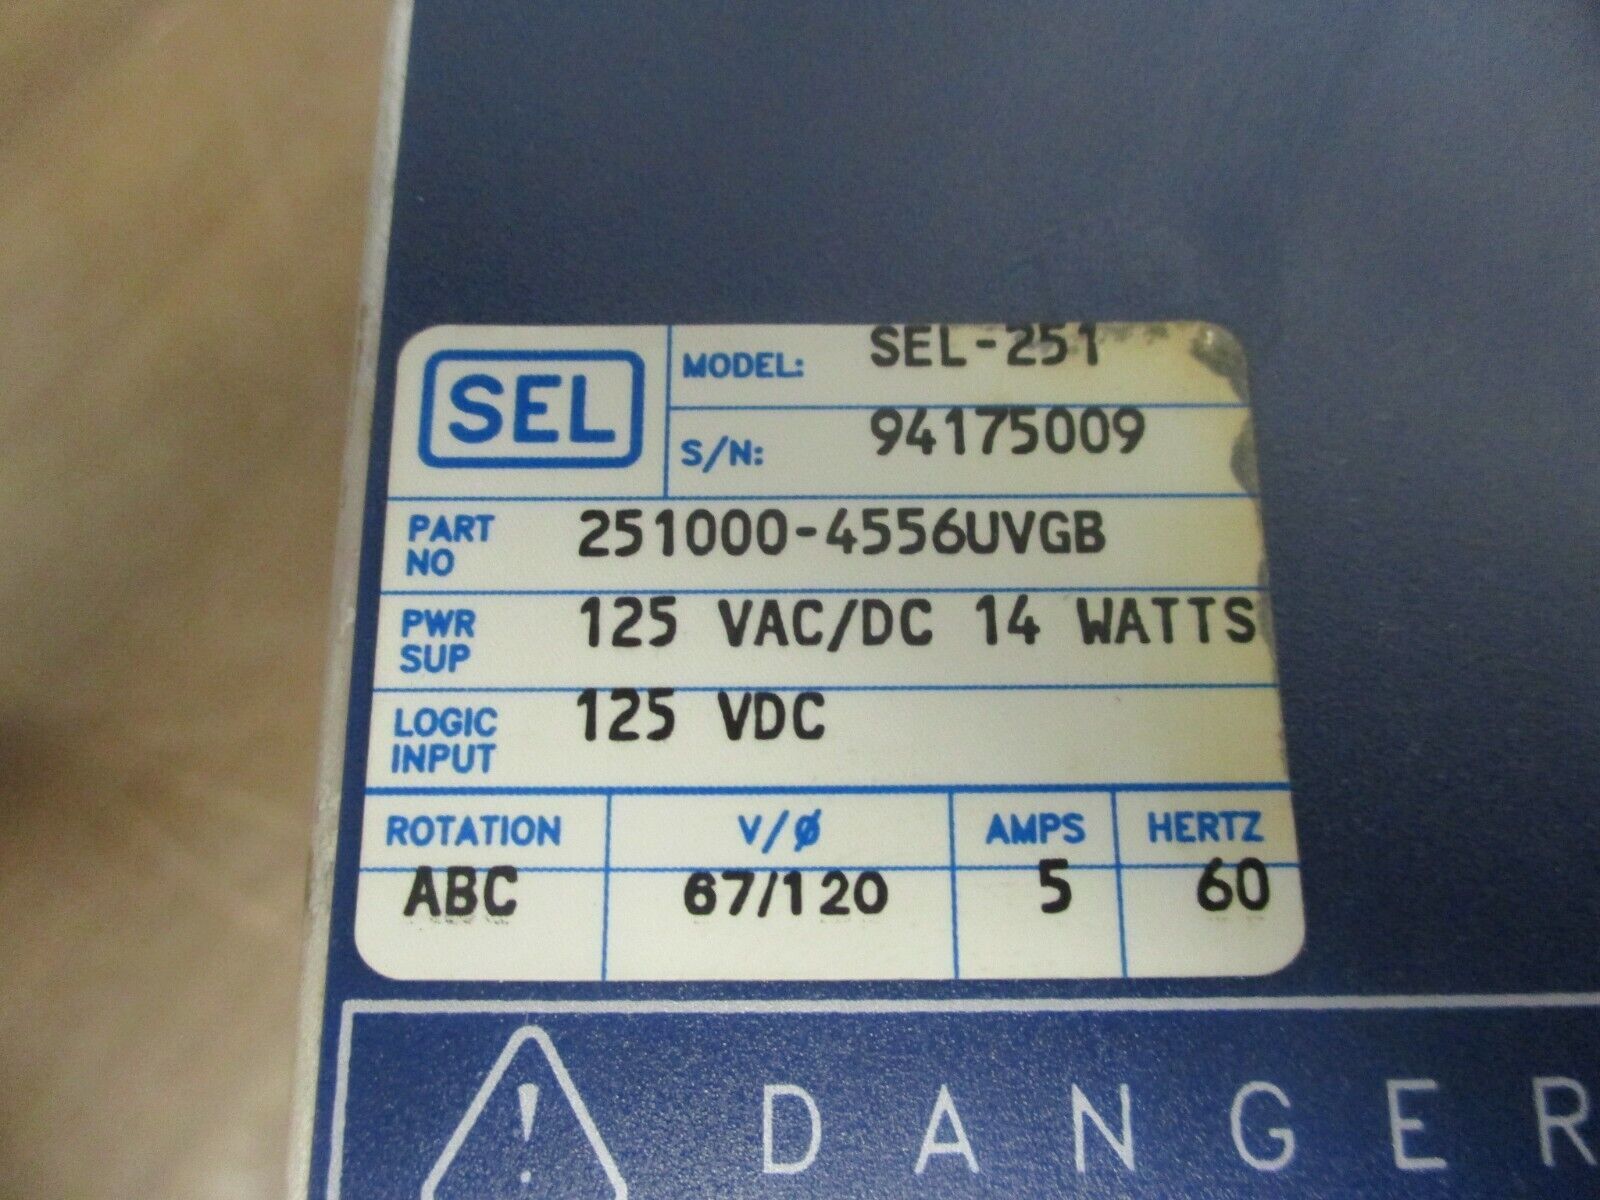 SEL
MODEL: SEL-251
S/N: 94175009
PART NO 251000-4556UVGB
PWR SUP 125 VAC/DC 14 WATTS
LOGIC INPUT 125 VDC
ROTATION V/Ø AMPS HERTZ
ABC 67/120 5 60
! DANGER